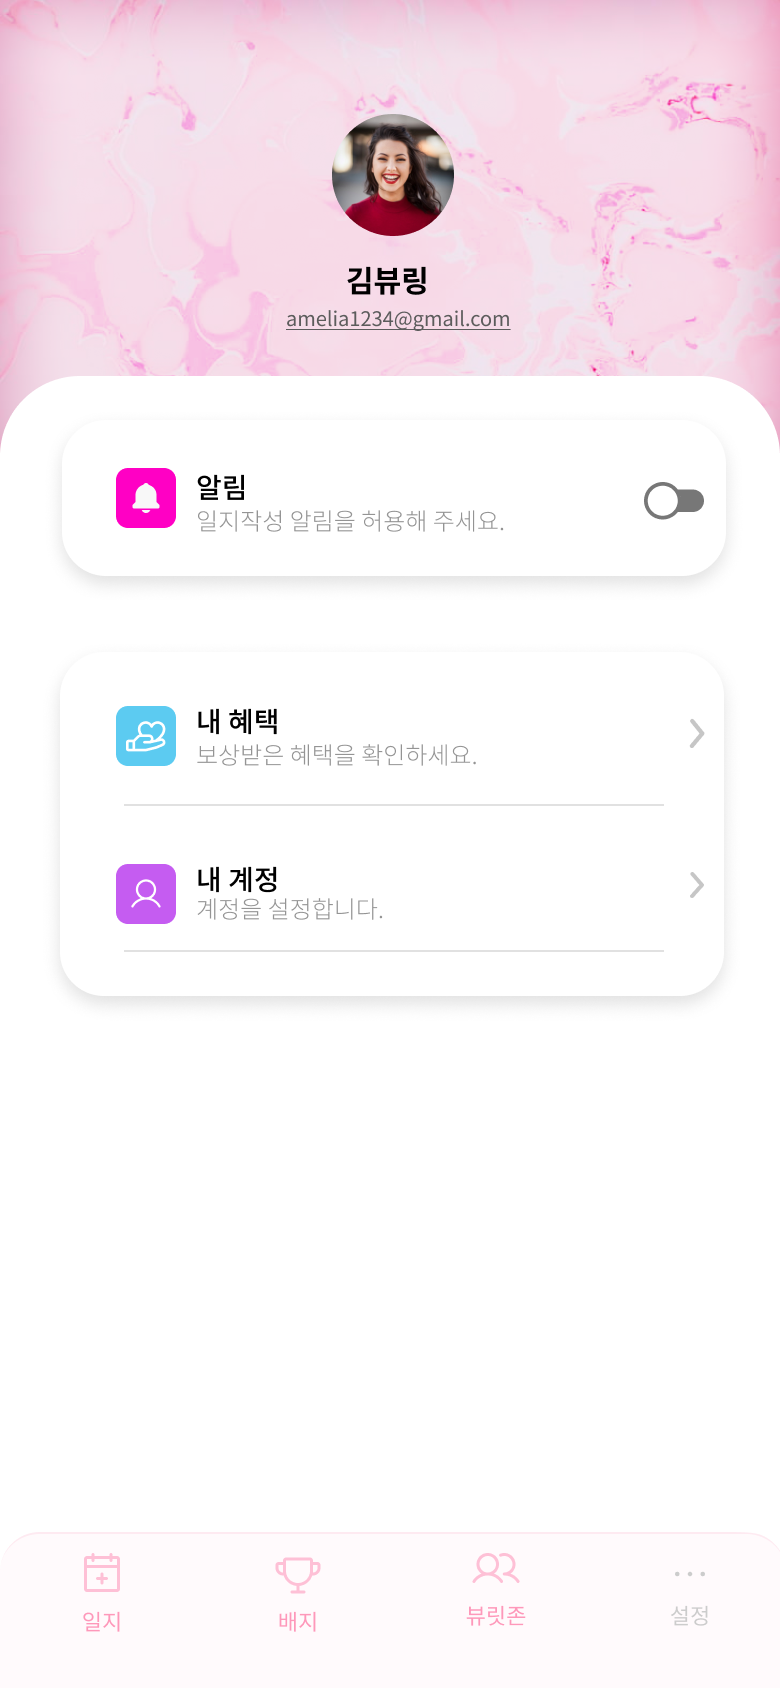 김뷰링
amelia1234@gmail.com
알림
일지작성 알림을 허용해 주세요.
내 혜택
보상받은 혜택을 확인하세요.
내 계정
계정을 설정합니다.
일지 배지 뷰릿존 설정